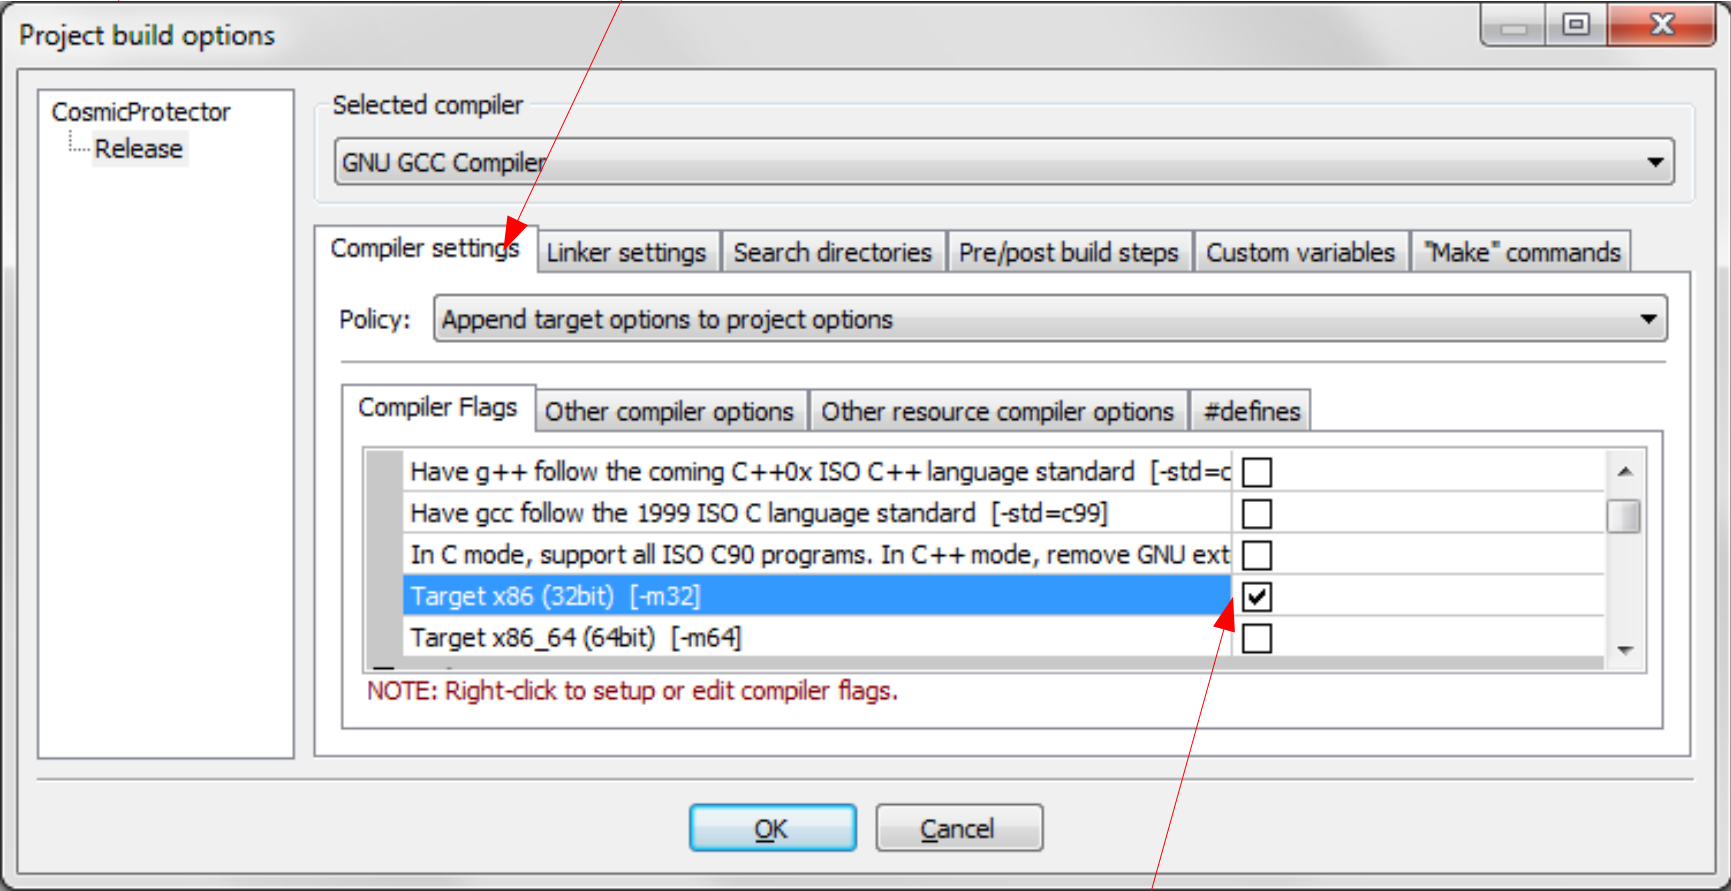 Project build options
CosmicProtector
Release
Selected compiler
GNU GCC Compiler
Compiler settings
Linker settings
Search directories
Pre/post build steps
Custom variables
"Make" commands
Policy:
Append target options to project options
Compiler Flags
Other compiler options
Other resource compiler options
#defines
Have g++ follow the coming C++0x ISO C++ language standard [-std=c
Have gcc follow the 1999 ISO C language standard [-std=c99]
In C mode, support all ISO C90 programs. In C++ mode, remove GNU ext
Target x86 (32bit) [-m32]
Target x86_64 (64bit) [-m64]
NOTE: Right-click to setup or edit compiler flags.
OK
Cancel